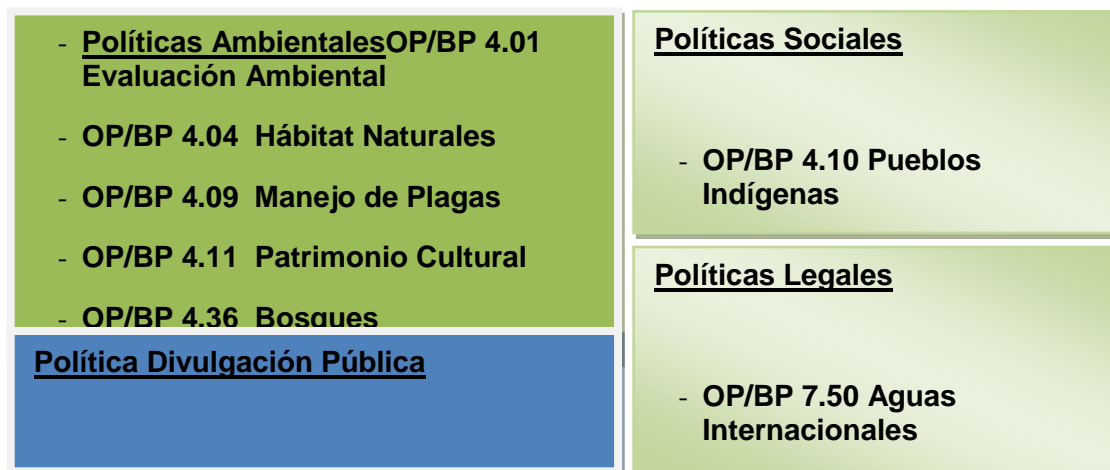 - Políticas AmbientalesOP/BP 4.01
Evaluación Ambiental
- OP/BP 4.04 Hábitat Naturales
- OP/BP 4.09 Manejo de Plagas
- OP/BP 4.11 Patrimonio Cultural
- OP/BP 4.36 Bosques
Política Divulgación Pública
Políticas Sociales
- OP/BP 4.10 Pueblos
Indígenas
Políticas Legales
- OP/BP 7.50 Aguas
Internacionales